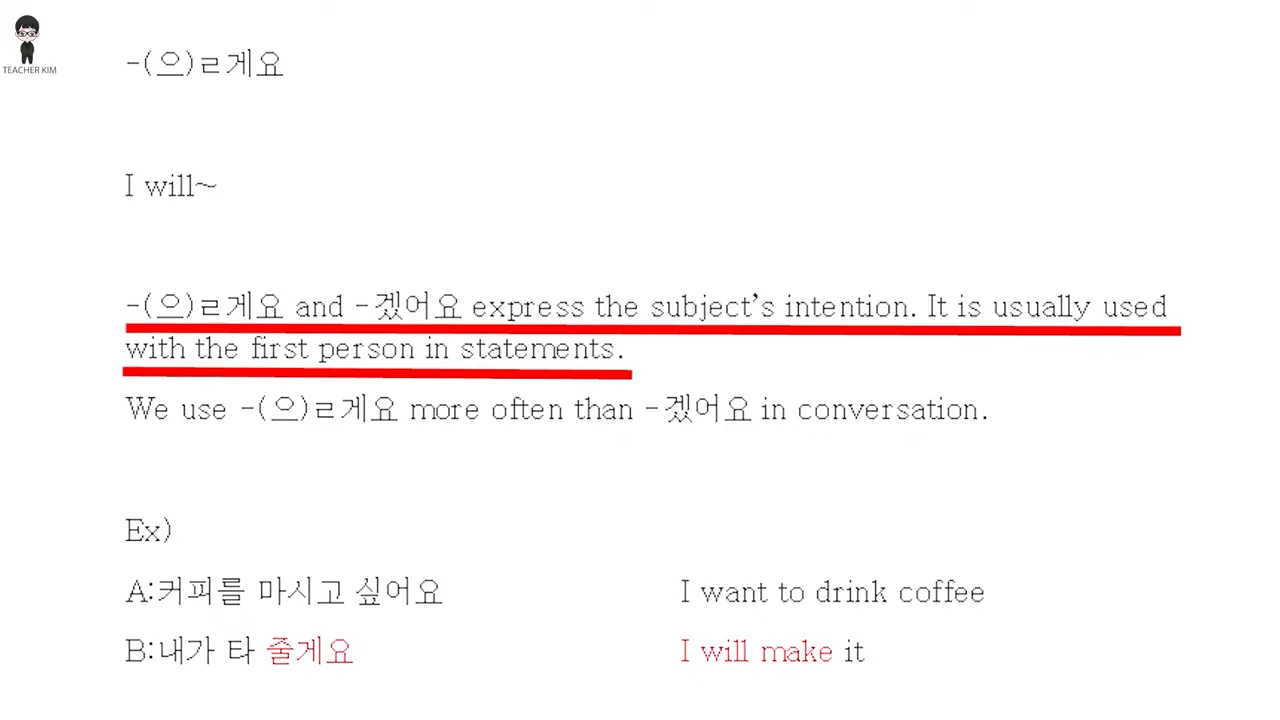 TEACHER KIM
-(으)ㄹ게요
I will~
-(으)ㄹ게요 and -겠어요 express the subject's intention. It is usually used
with the first person in statements.
We use -(으)ㄹ게요 more often than -겠어요 in conversation.
Ex)
A:커피를 마시고 싶어요 I want to drink coffee
B:내가 타 줄게요 I will make it